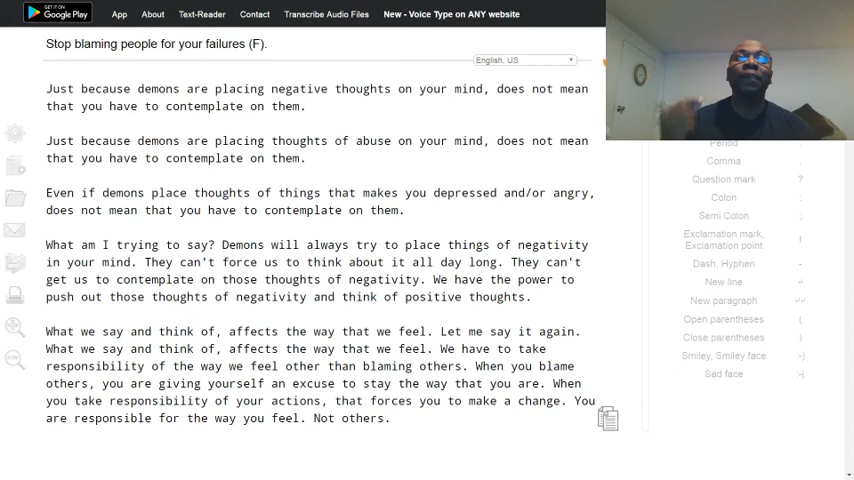 GET IT ON
Google Play
App
About
Text-Reader
Contact
Transcribe Audio Files
New - Voice Type on ANY website
Stop blaming people for your failures (F).
English, US
Just because demons are placing negative thoughts on your mind, does not mean
that you have to contemplate on them.
Just because demons are placing thoughts of abuse on your mind, does not mean
that you have to contemplate on them.
Even if demons place thoughts of things that makes you depressed and/or angry,
does not mean that you have to contemplate on them.
What am I trying to say? Demons will always try to place things of negativity
in your mind. They can't force us to think about it all day long. They can't
get us to contemplate on those thoughts of negativity. We have the power to
push out those thoughts of negativity and think of positive thoughts.
What we say and think of, affects the way that we feel. Let me say it again.
What we say and think of, affects the way that we feel. We have to take
responsibility of the way we feel other than blaming others. When you blame
others, you are giving yourself an excuse to stay the way that you are. When
you take responsibility of your actions, that forces you to make a change. You
are responsible for the way you feel. Not others.
Period .
Comma ,
Question mark ?
Colon :
Semi Colon ;
Exclamation mark, !
Exclamation point
Dash, Hyphen -
New line ↵
New paragraph ↵↵
Open parentheses (
Close parentheses )
Smiley, Smiley face :-)
Sad face :-(